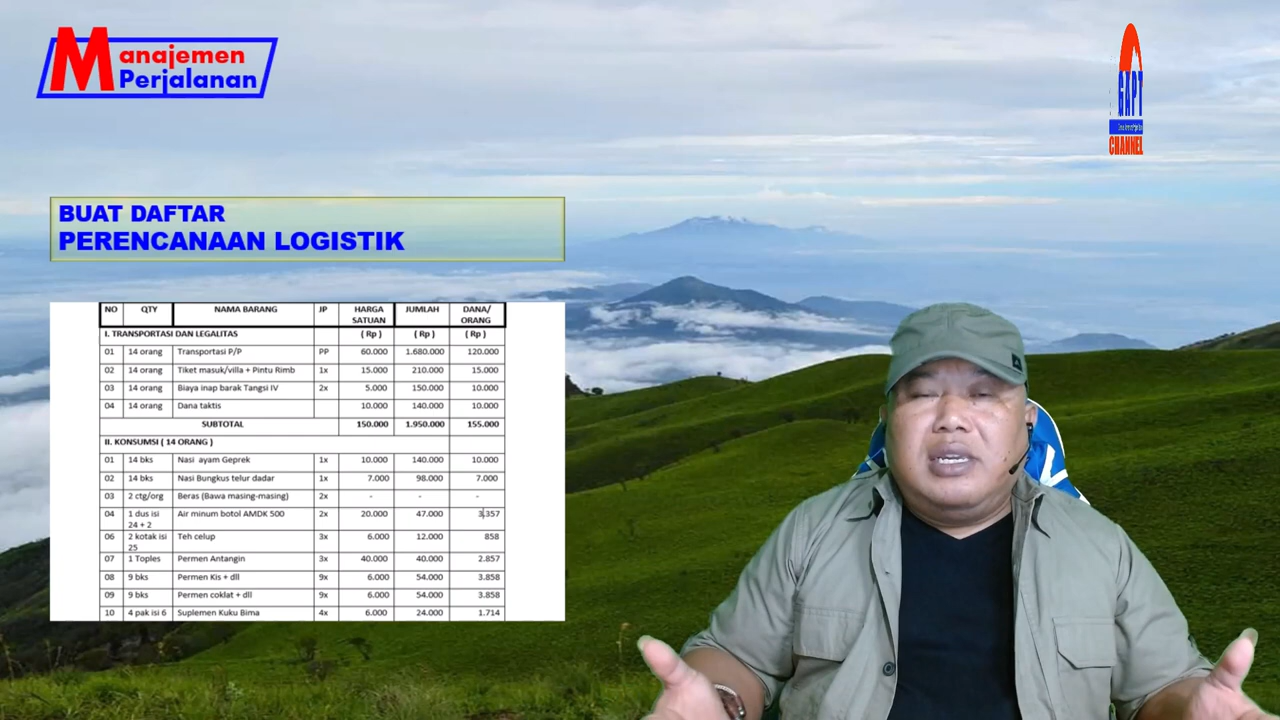 Manajemen
Perjalanan
GAPT
CHANNEL
BUAT DAFTAR
PERENCANAAN LOGISTIK
NO QTY NAMA BARANG JP HARGA SATUAN JUMLAH DANA/ORANG
I. TRANSPORTASI DAN LEGALITAS ( Rp ) ( Rp ) ( Rp )
01 14 orang Transportasi P/P PP 60.000 1.680.000 120.000
02 14 orang Tiket masuk/villa + Pintu Rimb 1x 15.000 210.000 15.000
03 14 orang Biaya inap barak Tangsi IV 2x 5.000 150.000 10.000
04 14 orang Dana taktis 10.000 140.000 10.000
SUBTOTAL 150.000 1.950.000 155.000
II. KONSUMSI ( 14 ORANG )
01 14 bks Nasi ayam Geprek 1x 10.000 140.000 10.000
02 14 bks Nasi Bungkus telur dadar 1x 7.000 98.000 7.000
03 2 ctg/org Beras (Bawa masing-masing) 2x - - -
04 1 dus isi 24 + 2 Air minum botol AMDK 500 2x 20.000 47.000 3.357
06 2 kotak isi 25 Teh celup 3x 6.000 12.000 858
07 1 Toples Permen Antangin 3x 40.000 40.000 2.857
08 9 bks Permen Kis + dll 9x 6.000 54.000 3.858
09 9 bks Permen coklat + dll 9x 6.000 54.000 3.858
10 4 pak isi 6 Suplemen Kuku Bima 4x 6.000 24.000 1.714